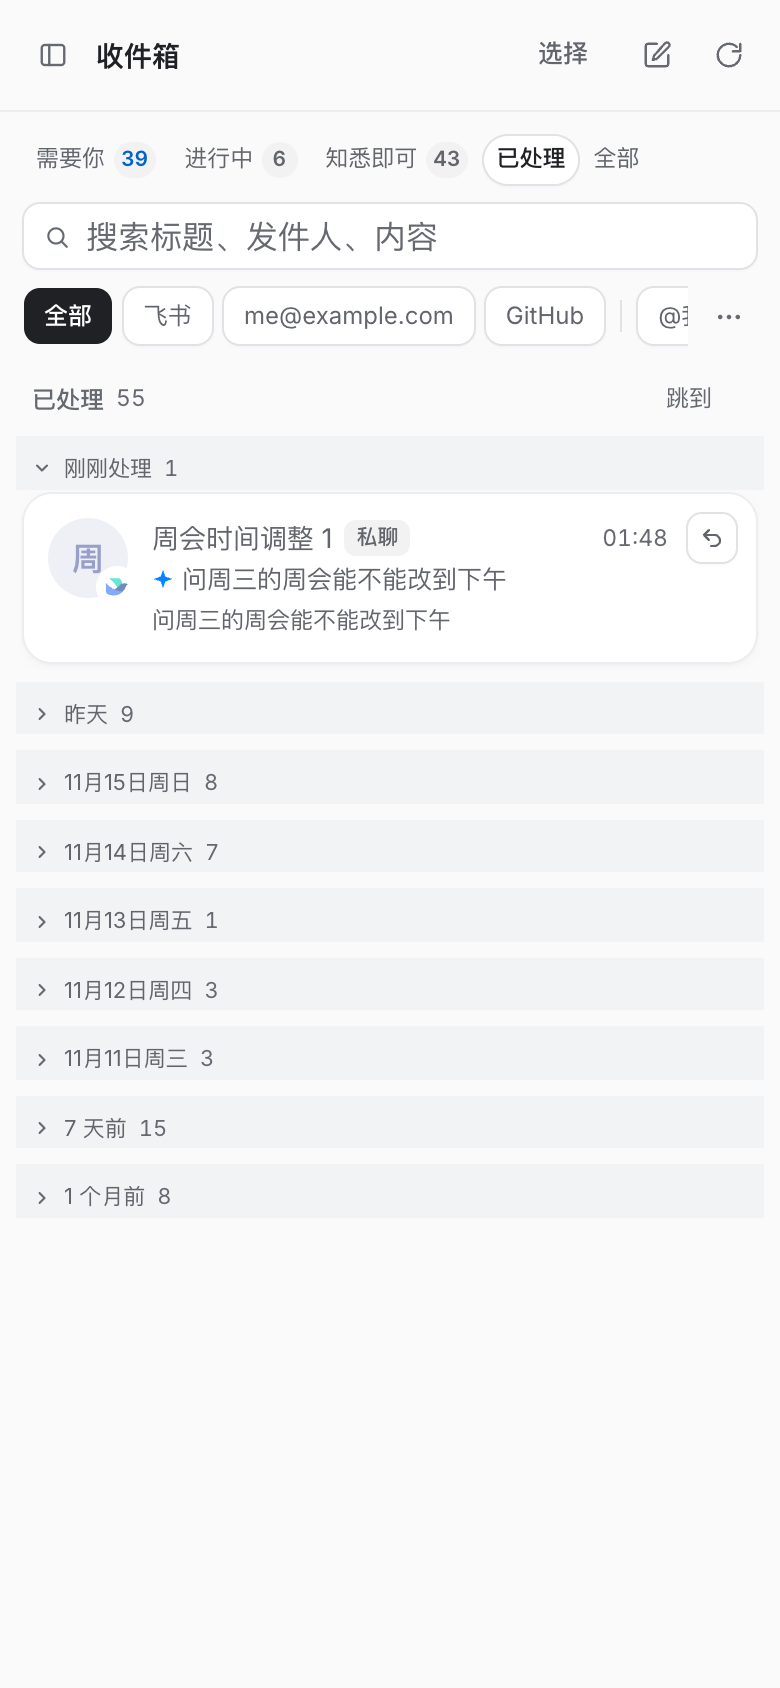 收件箱 选择
需要你 39 进行中 6 知悉即可 43 已处理 全部
搜索标题、发件人、内容
全部 飞书 me@example.com GitHub @
已处理 55 跳到
刚刚处理 1
周 周会时间调整 1 私聊 01:48
问周三的周会能不能改到下午
问周三的周会能不能改到下午
昨天 9
11月15日周日 8
11月14日周六 7
11月13日周五 1
11月12日周四 3
11月11日周三 3
7 天前 15
1 个月前 8